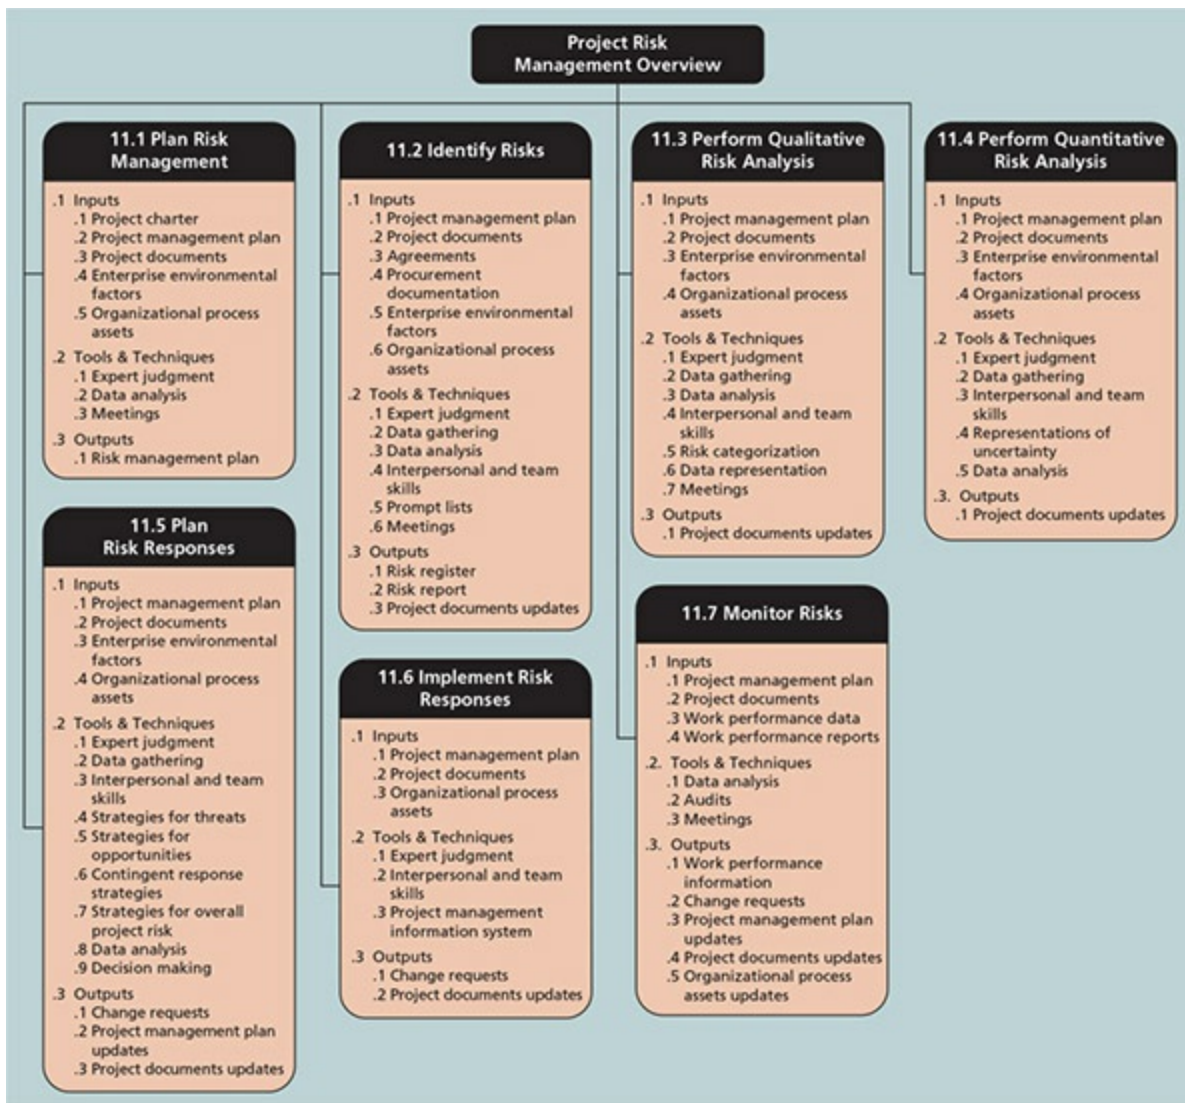 Project Risk
Management Overview
11.1 Plan Risk
Management
.1 Inputs
.1 Project charter
.2 Project management plan
.3 Project documents
.4 Enterprise environmental
factors
.5 Organizational process
assets
.2 Tools & Techniques
.1 Expert judgment
.2 Data analysis
.3 Meetings
.3 Outputs
.1 Risk management plan
11.2 Identify Risks
.1 Inputs
.1 Project management plan
.2 Project documents
.3 Agreements
.4 Procurement
documentation
.5 Enterprise environmental
factors
.6 Organizational process
assets
.2 Tools & Techniques
.1 Expert judgment
.2 Data gathering
.3 Data analysis
.4 Interpersonal and team
skills
.5 Prompt lists
.6 Meetings
.3 Outputs
.1 Risk register
.2 Risk report
.3 Project documents updates
11.3 Perform Qualitative
Risk Analysis
.1 Inputs
.1 Project management plan
.2 Project documents
.3 Enterprise environmental
factors
.4 Organizational process
assets
.2 Tools & Techniques
.1 Expert judgment
.2 Data gathering
.3 Data analysis
.4 Interpersonal and team
skills
.5 Risk categorization
.6 Data representation
.7 Meetings
.3 Outputs
.1 Project documents updates
11.4 Perform Quantitative
Risk Analysis
.1 Inputs
.1 Project management plan
.2 Project documents
.3 Enterprise environmental
factors
.4 Organizational process
assets
.2 Tools & Techniques
.1 Expert judgment
.2 Data gathering
.3 Interpersonal and team
skills
.4 Representations of
uncertainty
.5 Data analysis
.3. Outputs
.1 Project documents updates
11.5 Plan
Risk Responses
.1 Inputs
.1 Project management plan
.2 Project documents
.3 Enterprise environmental
factors
.4 Organizational process
assets
.2 Tools & Techniques
.1 Expert judgment
.2 Data gathering
.3 Interpersonal and team
skills
.4 Strategies for threats
.5 Strategies for
opportunities
.6 Contingent response
strategies
.7 Strategies for overall
project risk
.8 Data analysis
.9 Decision making
.3 Outputs
.1 Change requests
.2 Project management plan
updates
.3 Project documents updates
11.6 Implement Risk
Responses
.1 Inputs
.1 Project management plan
.2 Project documents
.3 Organizational process
assets
.2 Tools & Techniques
.1 Expert judgment
.2 Interpersonal and team
skills
.3 Project management
information system
.3 Outputs
.1 Change requests
.2 Project documents updates
11.7 Monitor Risks
.1 Inputs
.1 Project management plan
.2 Project documents
.3 Work performance data
.4 Work performance reports
.2. Tools & Techniques
.1 Data analysis
.2 Audits
.3 Meetings
.3. Outputs
.1 Work performance
information
.2 Change requests
.3 Project management plan
updates
.4 Project documents updates
.5 Organizational process
assets updates